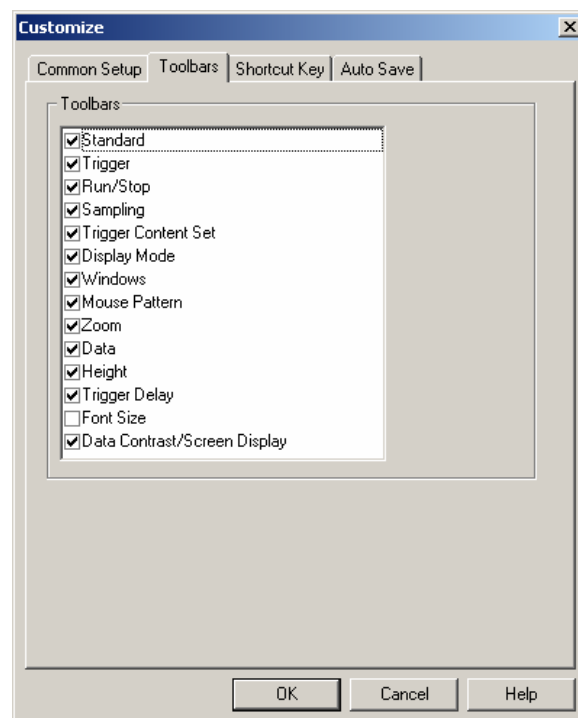 Customize
Common Setup Toolbars Shortcut Key Auto Save
Toolbars
Standard
Trigger
Run/Stop
Sampling
Trigger Content Set
Display Mode
Windows
Mouse Pattern
Zoom
Data
Height
Trigger Delay
Font Size
Data Contrast/Screen Display
OK Cancel Help